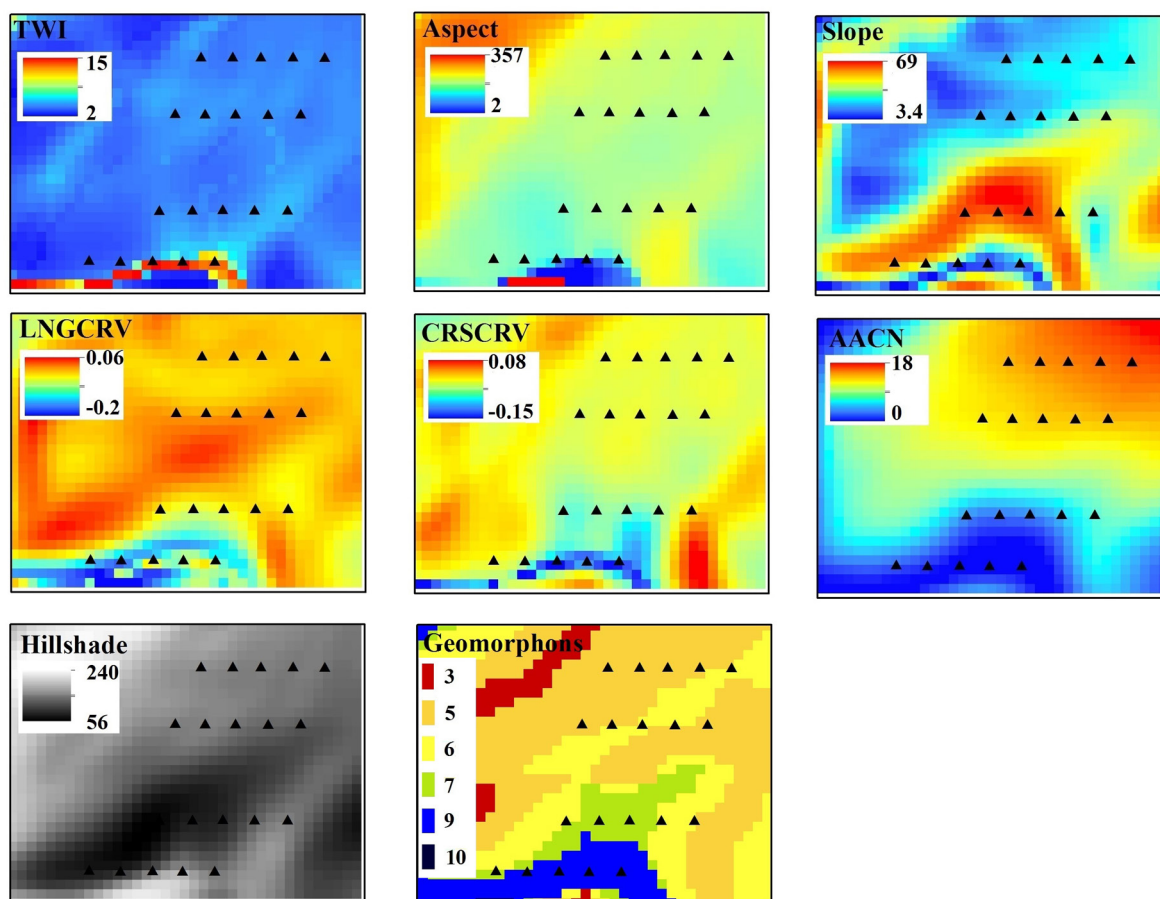 TWI
15
2
Aspect
357
2
Slope
69
3.4
LNGCRV
0.06
-0.2
CRSCRV
0.08
-0.15
AACN
18
0
Hillshade
240
56
Geomorphons
3
5
6
7
9
10